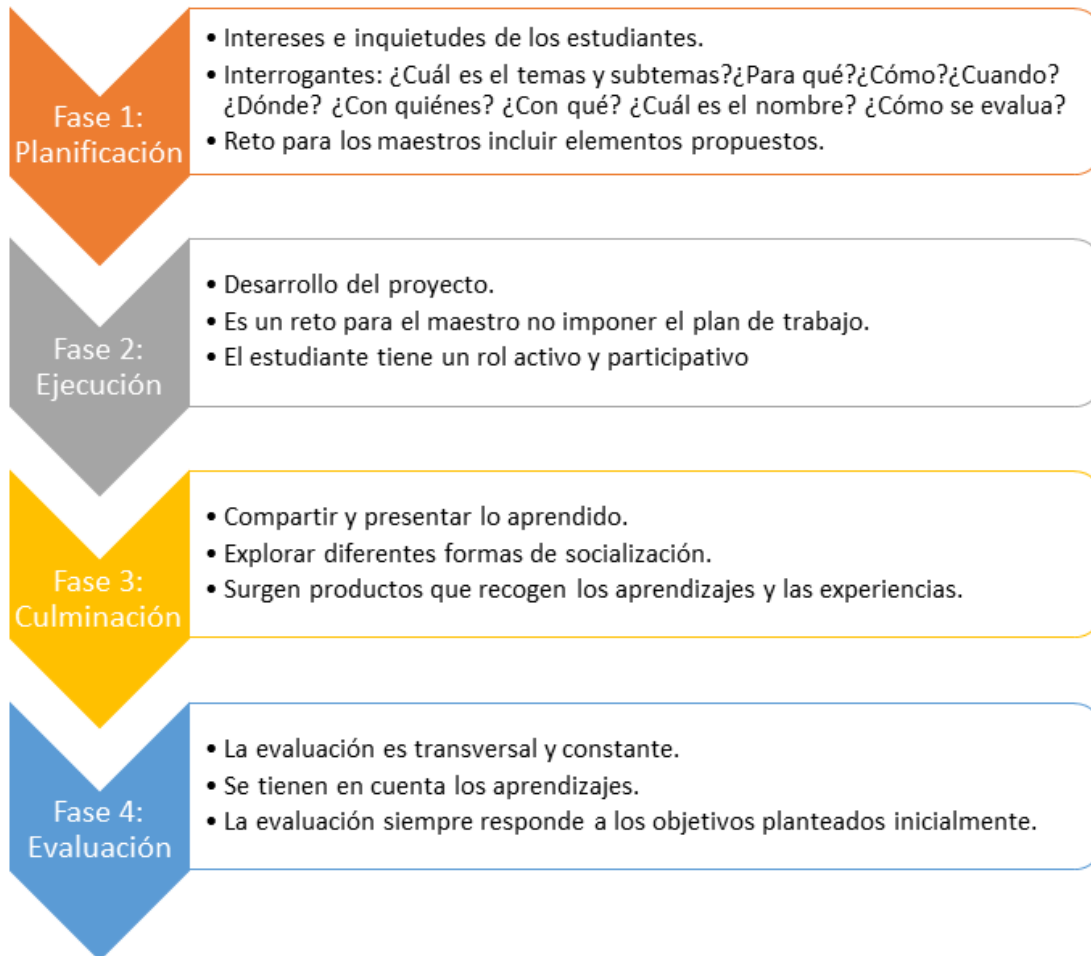 Fase 1:
Planificación
• Intereses e inquietudes de los estudiantes.
• Interrogantes: ¿Cuál es el temas y subtemas?¿Para qué?¿Cómo?¿Cuando?
¿Dónde? ¿Con quiénes? ¿Con qué? ¿Cuál es el nombre? ¿Cómo se evalua?
• Reto para los maestros incluir elementos propuestos.
Fase 2:
Ejecución
• Desarrollo del proyecto.
• Es un reto para el maestro no imponer el plan de trabajo.
• El estudiante tiene un rol activo y participativo
Fase 3:
Culminación
• Compartir y presentar lo aprendido.
• Explorar diferentes formas de socialización.
• Surgen productos que recogen los aprendizajes y las experiencias.
Fase 4:
Evaluación
• La evaluación es transversal y constante.
• Se tienen en cuenta los aprendizajes.
• La evaluación siempre responde a los objetivos planteados inicialmente.